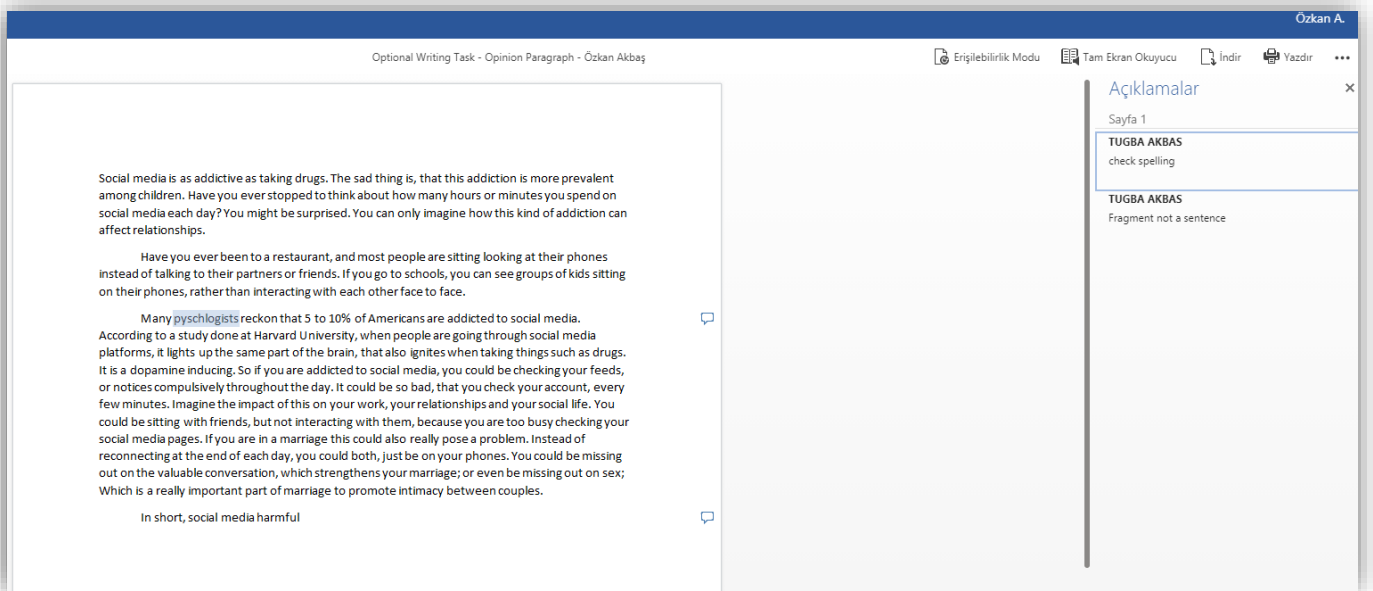 Özkan A.
Optional Writing Task - Opinion Paragraph - Özkan Akbaş
Erişilebilirlik Modu
Tam Ekran Okuyucu
İndir
Yazdır
Social media is as addictive as taking drugs. The sad thing is, that this addiction is more prevalent
among children. Have you ever stopped to think about how many hours or minutes you spend on
social media each day? You might be surprised. You can only imagine how this kind of addiction can
affect relationships.
Have you ever been to a restaurant, and most people are sitting looking at their phones
instead of talking to their partners or friends. If you go to schools, you can see groups of kids sitting
on their phones, rather than interacting with each other face to face.
Many pyschlogists reckon that 5 to 10% of Americans are addicted to social media.
According to a study done at Harvard University, when people are going through social media
platforms, it lights up the same part of the brain, that also ignites when taking things such as drugs.
It is a dopamine inducing. So if you are addicted to social media, you could be checking your feeds,
or notices compulsively throughout the day. It could be so bad, that you check your account, every
few minutes. Imagine the impact of this on your work, your relationships and your social life. You
could be sitting with friends, but not interacting with them, because you are too busy checking your
social media pages. If you are in a marriage this could also really pose a problem. Instead of
reconnecting at the end of each day, you could both, just be on your phones. You could be missing
out on the valuable conversation, which strengthens your marriage; or even be missing out on sex;
Which is a really important part of marriage to promote intimacy between couples.
In short, social media harmful
Açıklamalar
Sayfa 1
TUGBA AKBAS
check spelling
TUGBA AKBAS
Fragment not a sentence